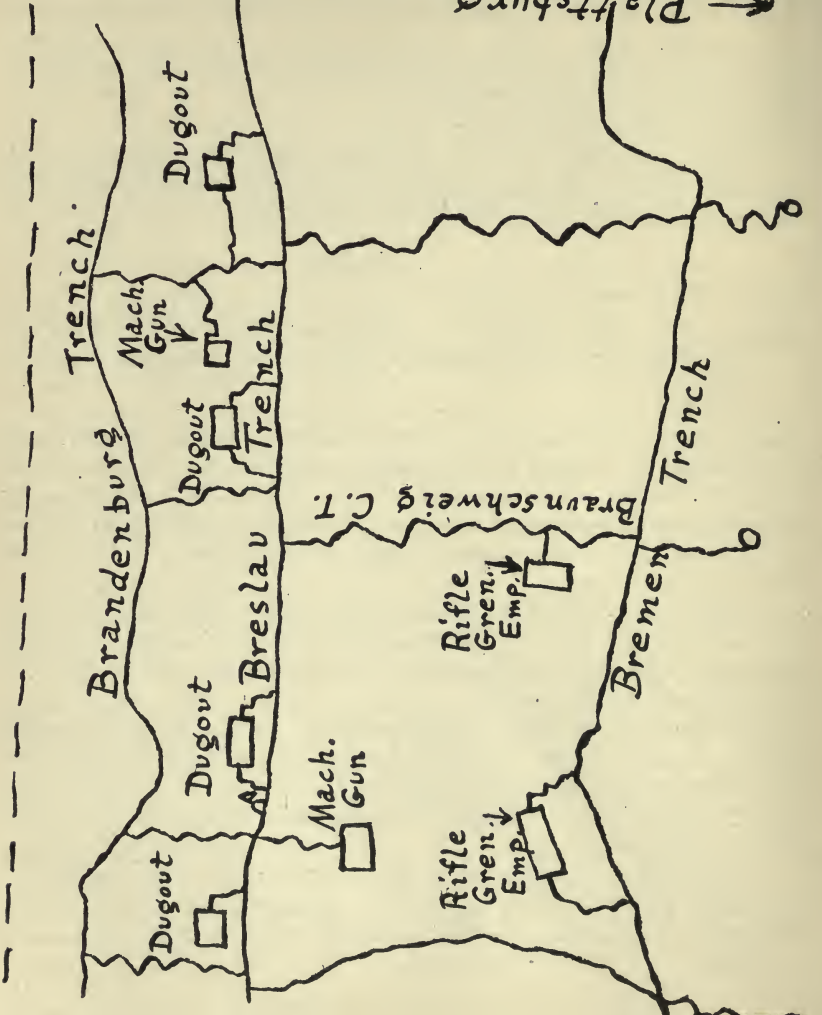 ← Plattsburg
Dugout
Trench
Mach.
Gun
Dugout
Trench
Brandenburg
Breslau
Braunschweig C.T.
Trench
Bremen
Rifle
Gren.
Emp.
Dugout
Mach.
Gun
Rifle
Gren.
Emp.
Dugout